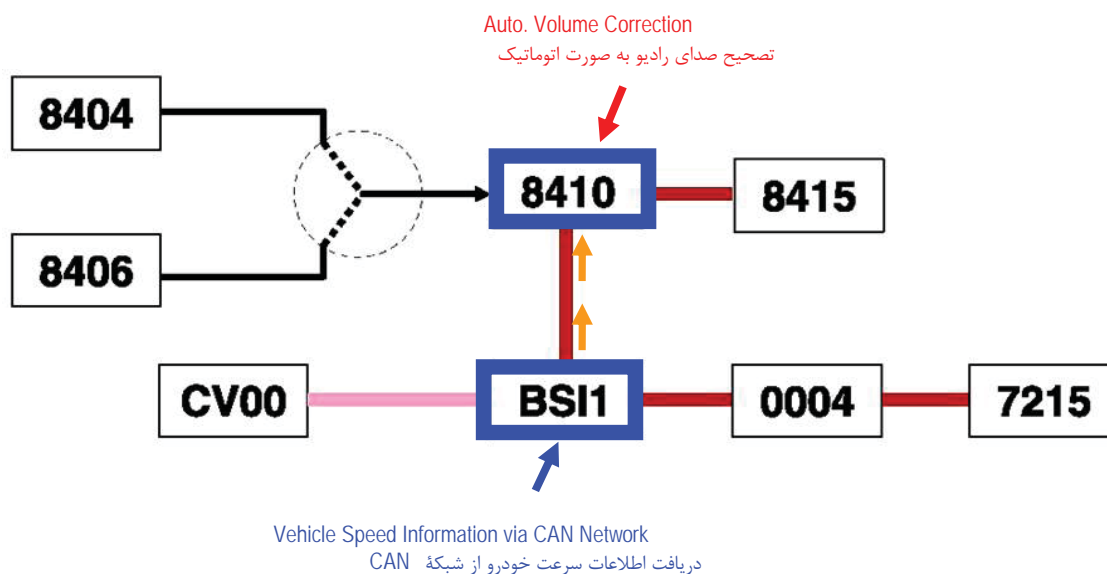 Auto. Volume Correction
تصحیح صدای رادیو به صورت اتوماتیک
8404
8410
8415
8406
CV00
BSI1
0004
7215
Vehicle Speed Information via CAN Network
دریافت اطلاعات سرعت خودرو از شبکهٔ CAN